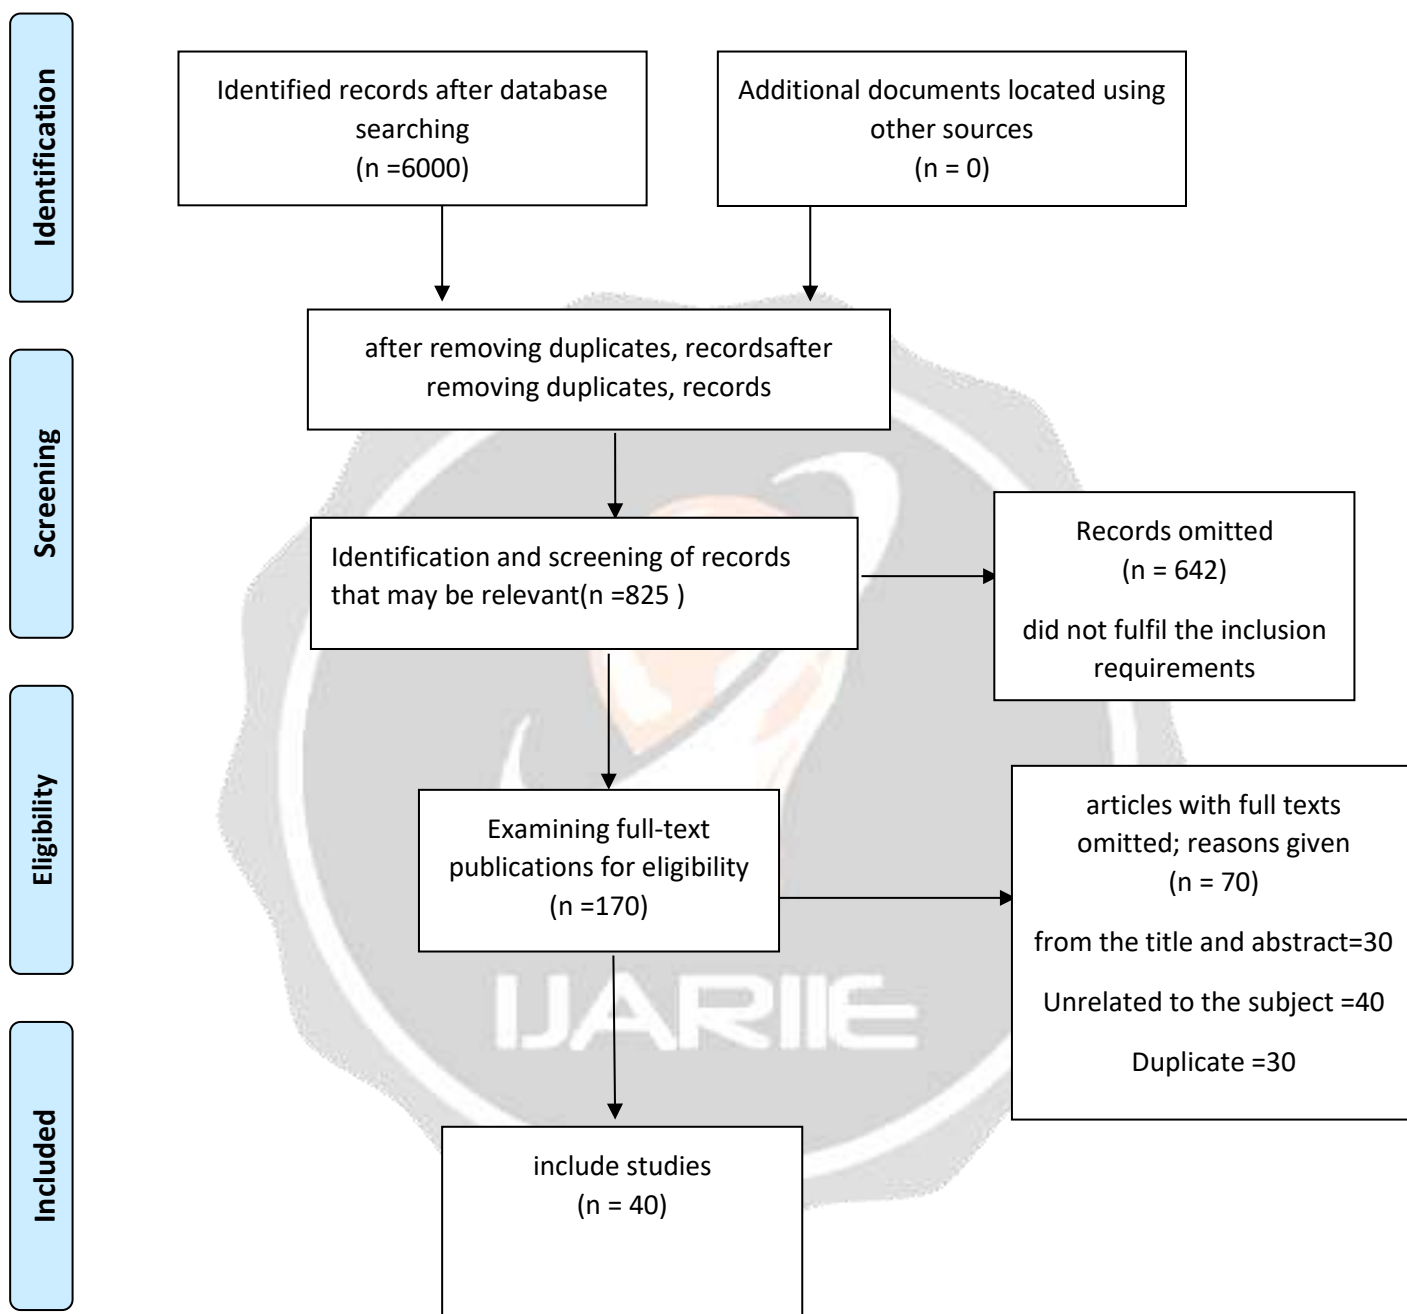 Identification
Identified records after database
searching
(n =6000)
Additional documents located using
other sources
(n = 0)
after removing duplicates, recordsafter
removing duplicates, records
Screening
Identification and screening of records
that may be relevant(n =825 )
Records omitted
(n = 642)
did not fulfil the inclusion
requirements
Eligibility
Examining full-text
publications for eligibility
(n =170)
articles with full texts
omitted; reasons given
(n = 70)
from the title and abstract=30
Unrelated to the subject =40
Duplicate =30
IJARIIE
Included
include studies
(n = 40)